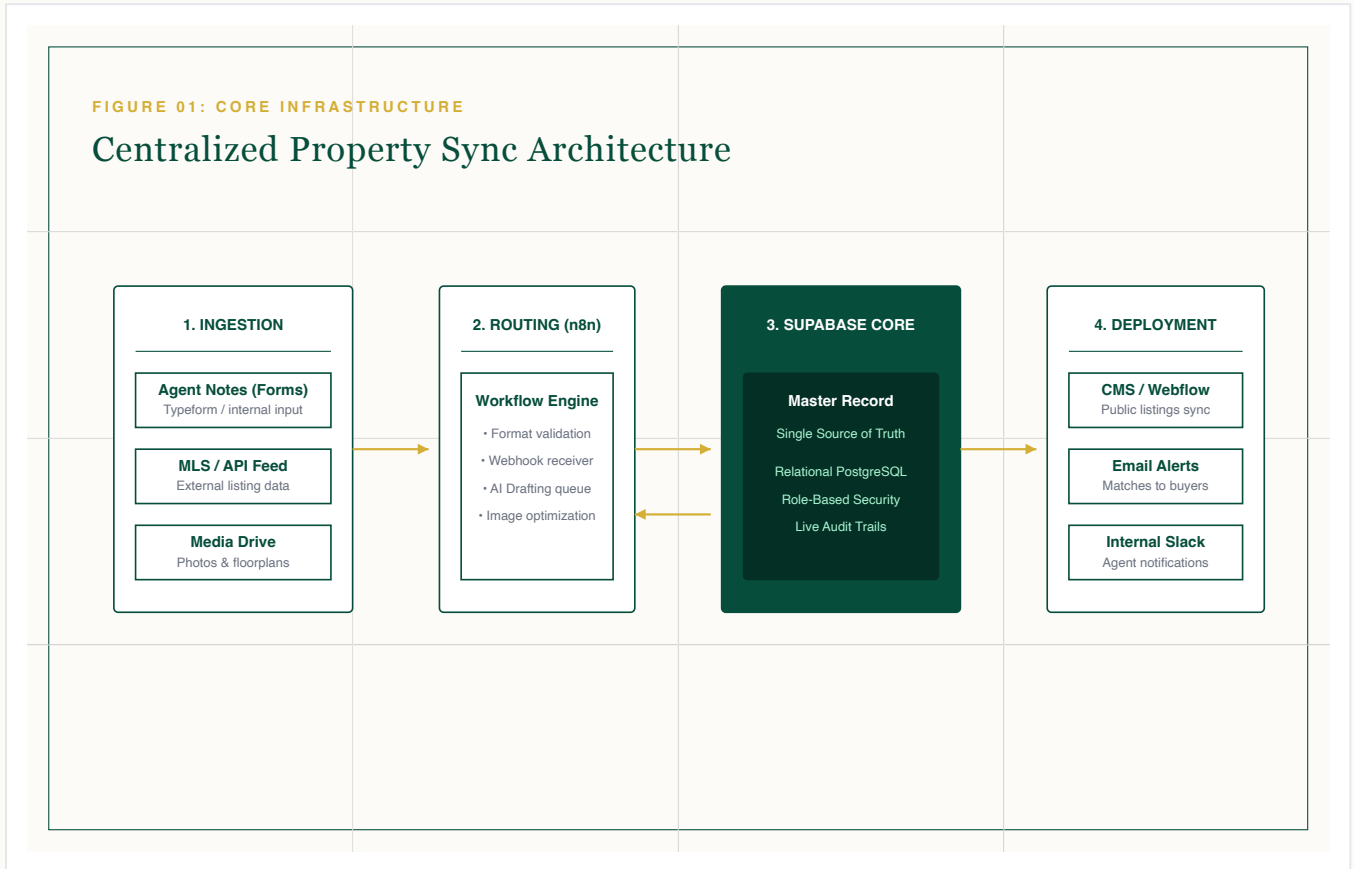 FIGURE 01: CORE INFRASTRUCTURE
Centralized Property Sync Architecture
1. INGESTION
Agent Notes (Forms)
Typeform / internal input
MLS / API Feed
External listing data
Media Drive
Photos & floorplans
2. ROUTING (n8n)
Workflow Engine
• Format validation
• Webhook receiver
• AI Drafting queue
• Image optimization
3. SUPABASE CORE
Master Record
Single Source of Truth
Relational PostgreSQL
Role-Based Security
Live Audit Trails
4. DEPLOYMENT
CMS / Webflow
Public listings sync
Email Alerts
Matches to buyers
Internal Slack
Agent notifications